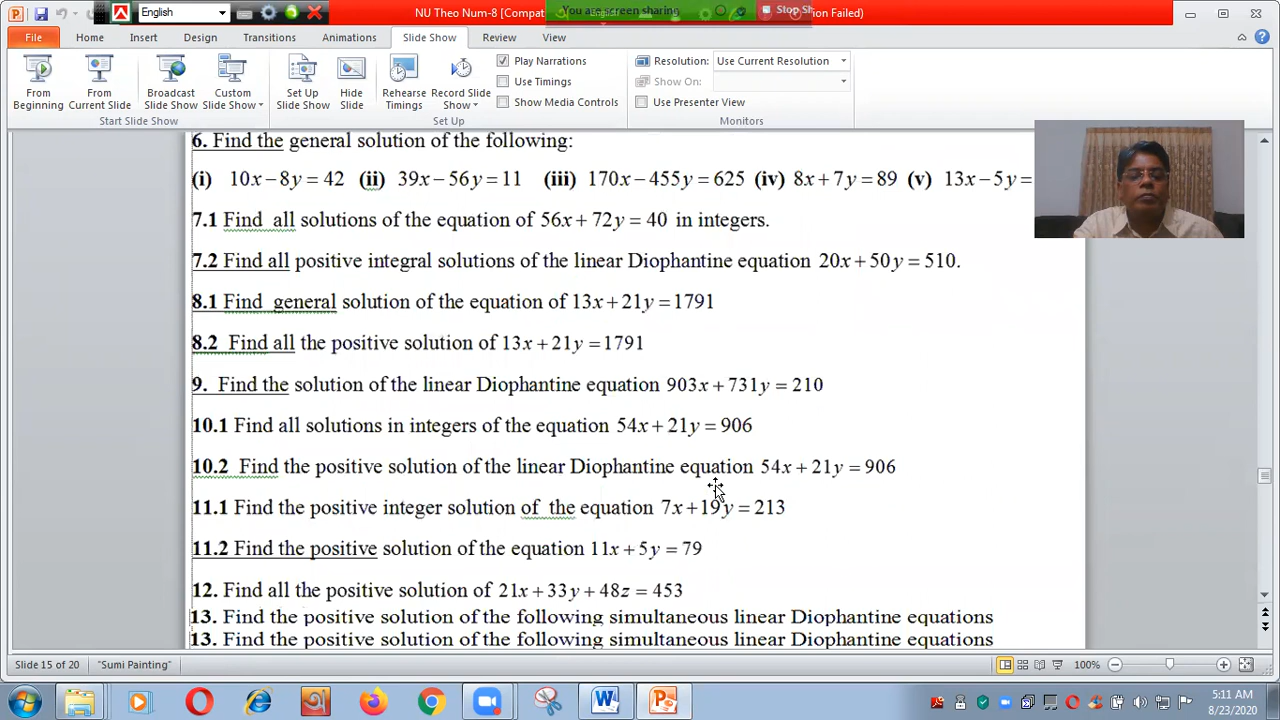 English
NU Theo Num-8 [Compat
You are screen sharing
Stop Sh
ion Failed)
File Home Insert Design Transitions Animations Slide Show Review View
From Beginning
From Current Slide
Broadcast Slide Show
Custom Slide Show
Set Up Slide Show
Hide Slide
Rehearse Timings
Record Slide Show
Play Narrations
Use Timings
Show Media Controls
Resolution: Use Current Resolution
Show On:
Use Presenter View
Start Slide Show Set Up Monitors
6. Find the general solution of the following:
(i) 10x − 8y = 42 (ii) 39x − 56y = 11 (iii) 170x − 455y = 625 (iv) 8x + 7y = 89 (v) 13x − 5y =
7.1 Find all solutions of the equation of 56x + 72y = 40 in integers.
7.2 Find all positive integral solutions of the linear Diophantine equation 20x + 50y = 510.
8.1 Find general solution of the equation of 13x + 21y = 1791
8.2 Find all the positive solution of 13x + 21y = 1791
9. Find the solution of the linear Diophantine equation 903x + 731y = 210
10.1 Find all solutions in integers of the equation 54x + 21y = 906
10.2 Find the positive solution of the linear Diophantine equation 54x + 21y = 906
11.1 Find the positive integer solution of the equation 7x + 19y = 213
11.2 Find the positive solution of the equation 11x + 5y = 79
12. Find all the positive solution of 21x + 33y + 48z = 453
13. Find the positive solution of the following simultaneous linear Diophantine equations
13. Find the positive solution of the following simultaneous linear Diophantine equations
Slide 15 of 20 "Sumi Painting" 100%
5:11 AM
8/23/2020